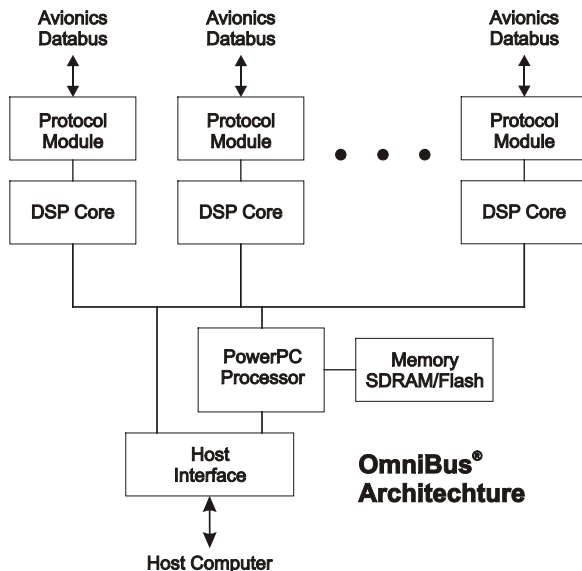 Avionics
Databus
Avionics
Databus
Avionics
Databus
Protocol
Module
Protocol
Module
Protocol
Module
DSP Core
DSP Core
DSP Core
PowerPC
Processor
Memory
SDRAM/Flash
Host
Interface
OmniBus®
Architechture
Host Computer